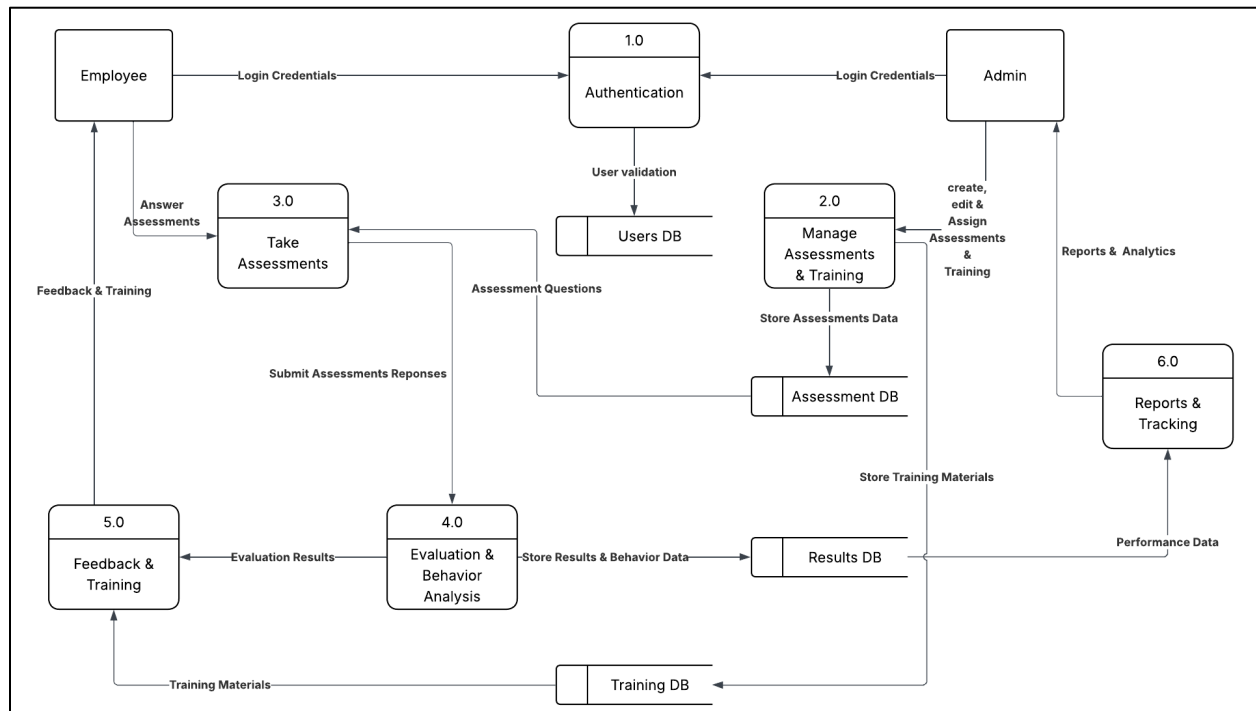 1.0
Employee
Login Credentials
Authentication
Login Credentials
Admin
User validation
Users DB
3.0
Take
Assessments
Answer
Assessments
2.0
Manage
Assessments
& Training
create,
edit &
Assign
Assessments
&
Training
Reports &  Analytics
Feedback & Training
Assessment Questions
Store Assessments Data
Submit Assessments Reponses
Assessment DB
6.0
Reports &
Tracking
Store Training Materials
5.0
Feedback &
Training
Evaluation Results
4.0
Evaluation &
Behavior
Analysis
Store Results & Behavior Data
Results DB
Performance Data
Training Materials
Training DB